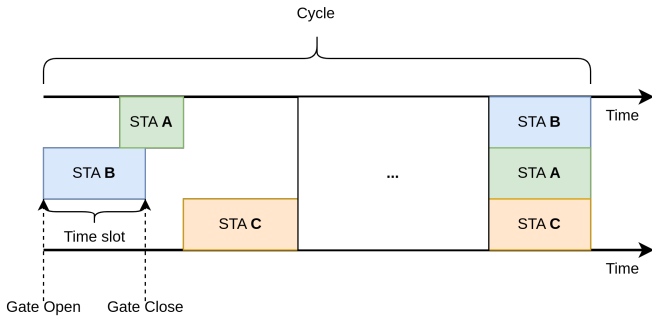 Cycle
Time
STA A
STA B
STA B
...
STA A
STA C
STA C
Time slot
Time
Gate Open
Gate Close